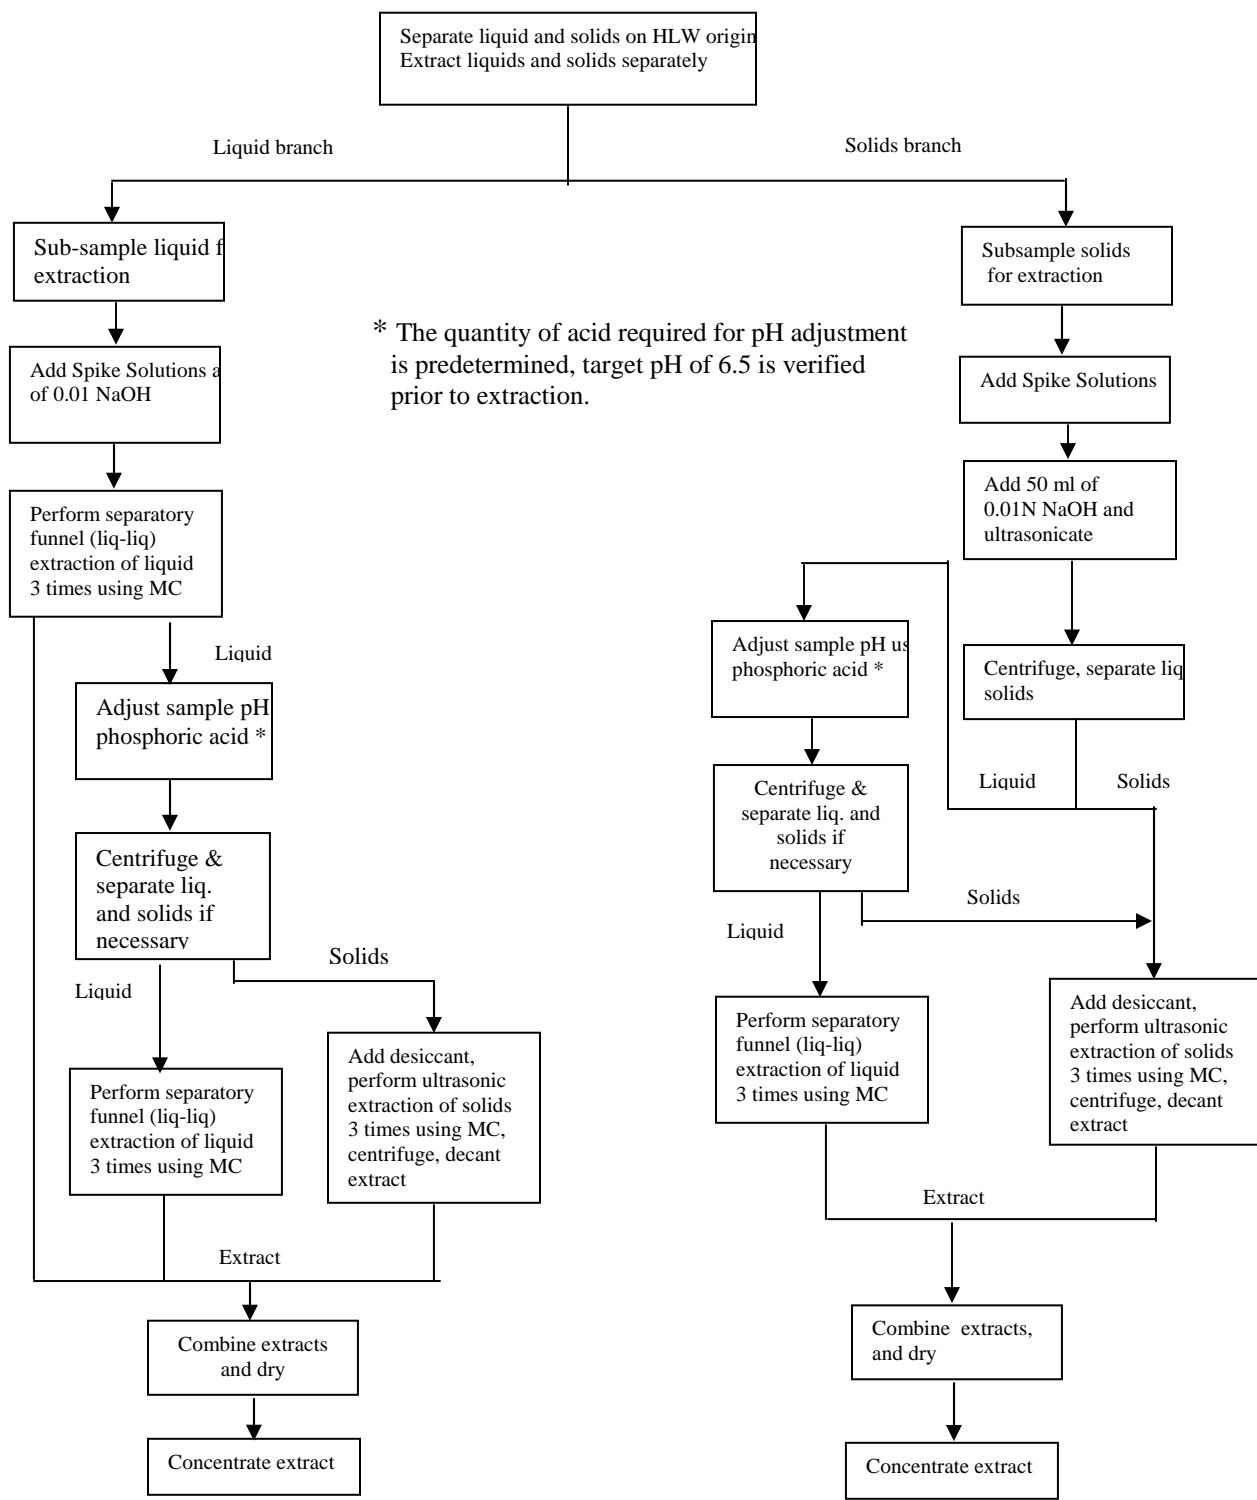 Separate liquid and solids on HLW origin
Extract liquids and solids separately
Liquid branch
Solids branch
Sub-sample liquid f
extraction
Add Spike Solutions a
of 0.01 NaOH
Perform separatory
funnel (liq-liq)
extraction of liquid
3 times using MC
Liquid
Adjust sample pH
phosphoric acid *
Centrifuge &
separate liq.
and solids if
necessary
Solids
Liquid
Perform separatory
funnel (liq-liq)
extraction of liquid
3 times using MC
Add desiccant,
perform ultrasonic
extraction of solids
3 times using MC,
centrifuge, decant
extract
Extract
Combine extracts
and dry
Concentrate extract
* The quantity of acid required for pH adjustment
is predetermined, target pH of 6.5 is verified
prior to extraction.
Subsample solids
for extraction
Add Spike Solutions
Add 50 ml of
0.01N NaOH and
ultrasonicate
Centrifuge, separate liq
solids
Liquid
Solids
Adjust sample pH us
phosphoric acid *
Centrifuge &
separate liq. and
solids if
necessary
Solids
Liquid
Perform separatory
funnel (liq-liq)
extraction of liquid
3 times using MC
Add desiccant,
perform ultrasonic
extraction of solids
3 times using MC,
centrifuge, decant
extract
Extract
Combine extracts,
and dry
Concentrate extract